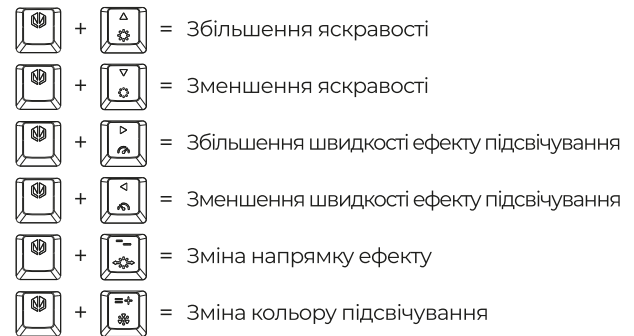 + = Збільшення яскравості
+ = Зменшення яскравості
+ = Збільшення швидкості ефекту підсвічування
+ = Зменшення швидкості ефекту підсвічування
+ = Зміна напрямку ефекту
+ =+ = Зміна кольору підсвічування